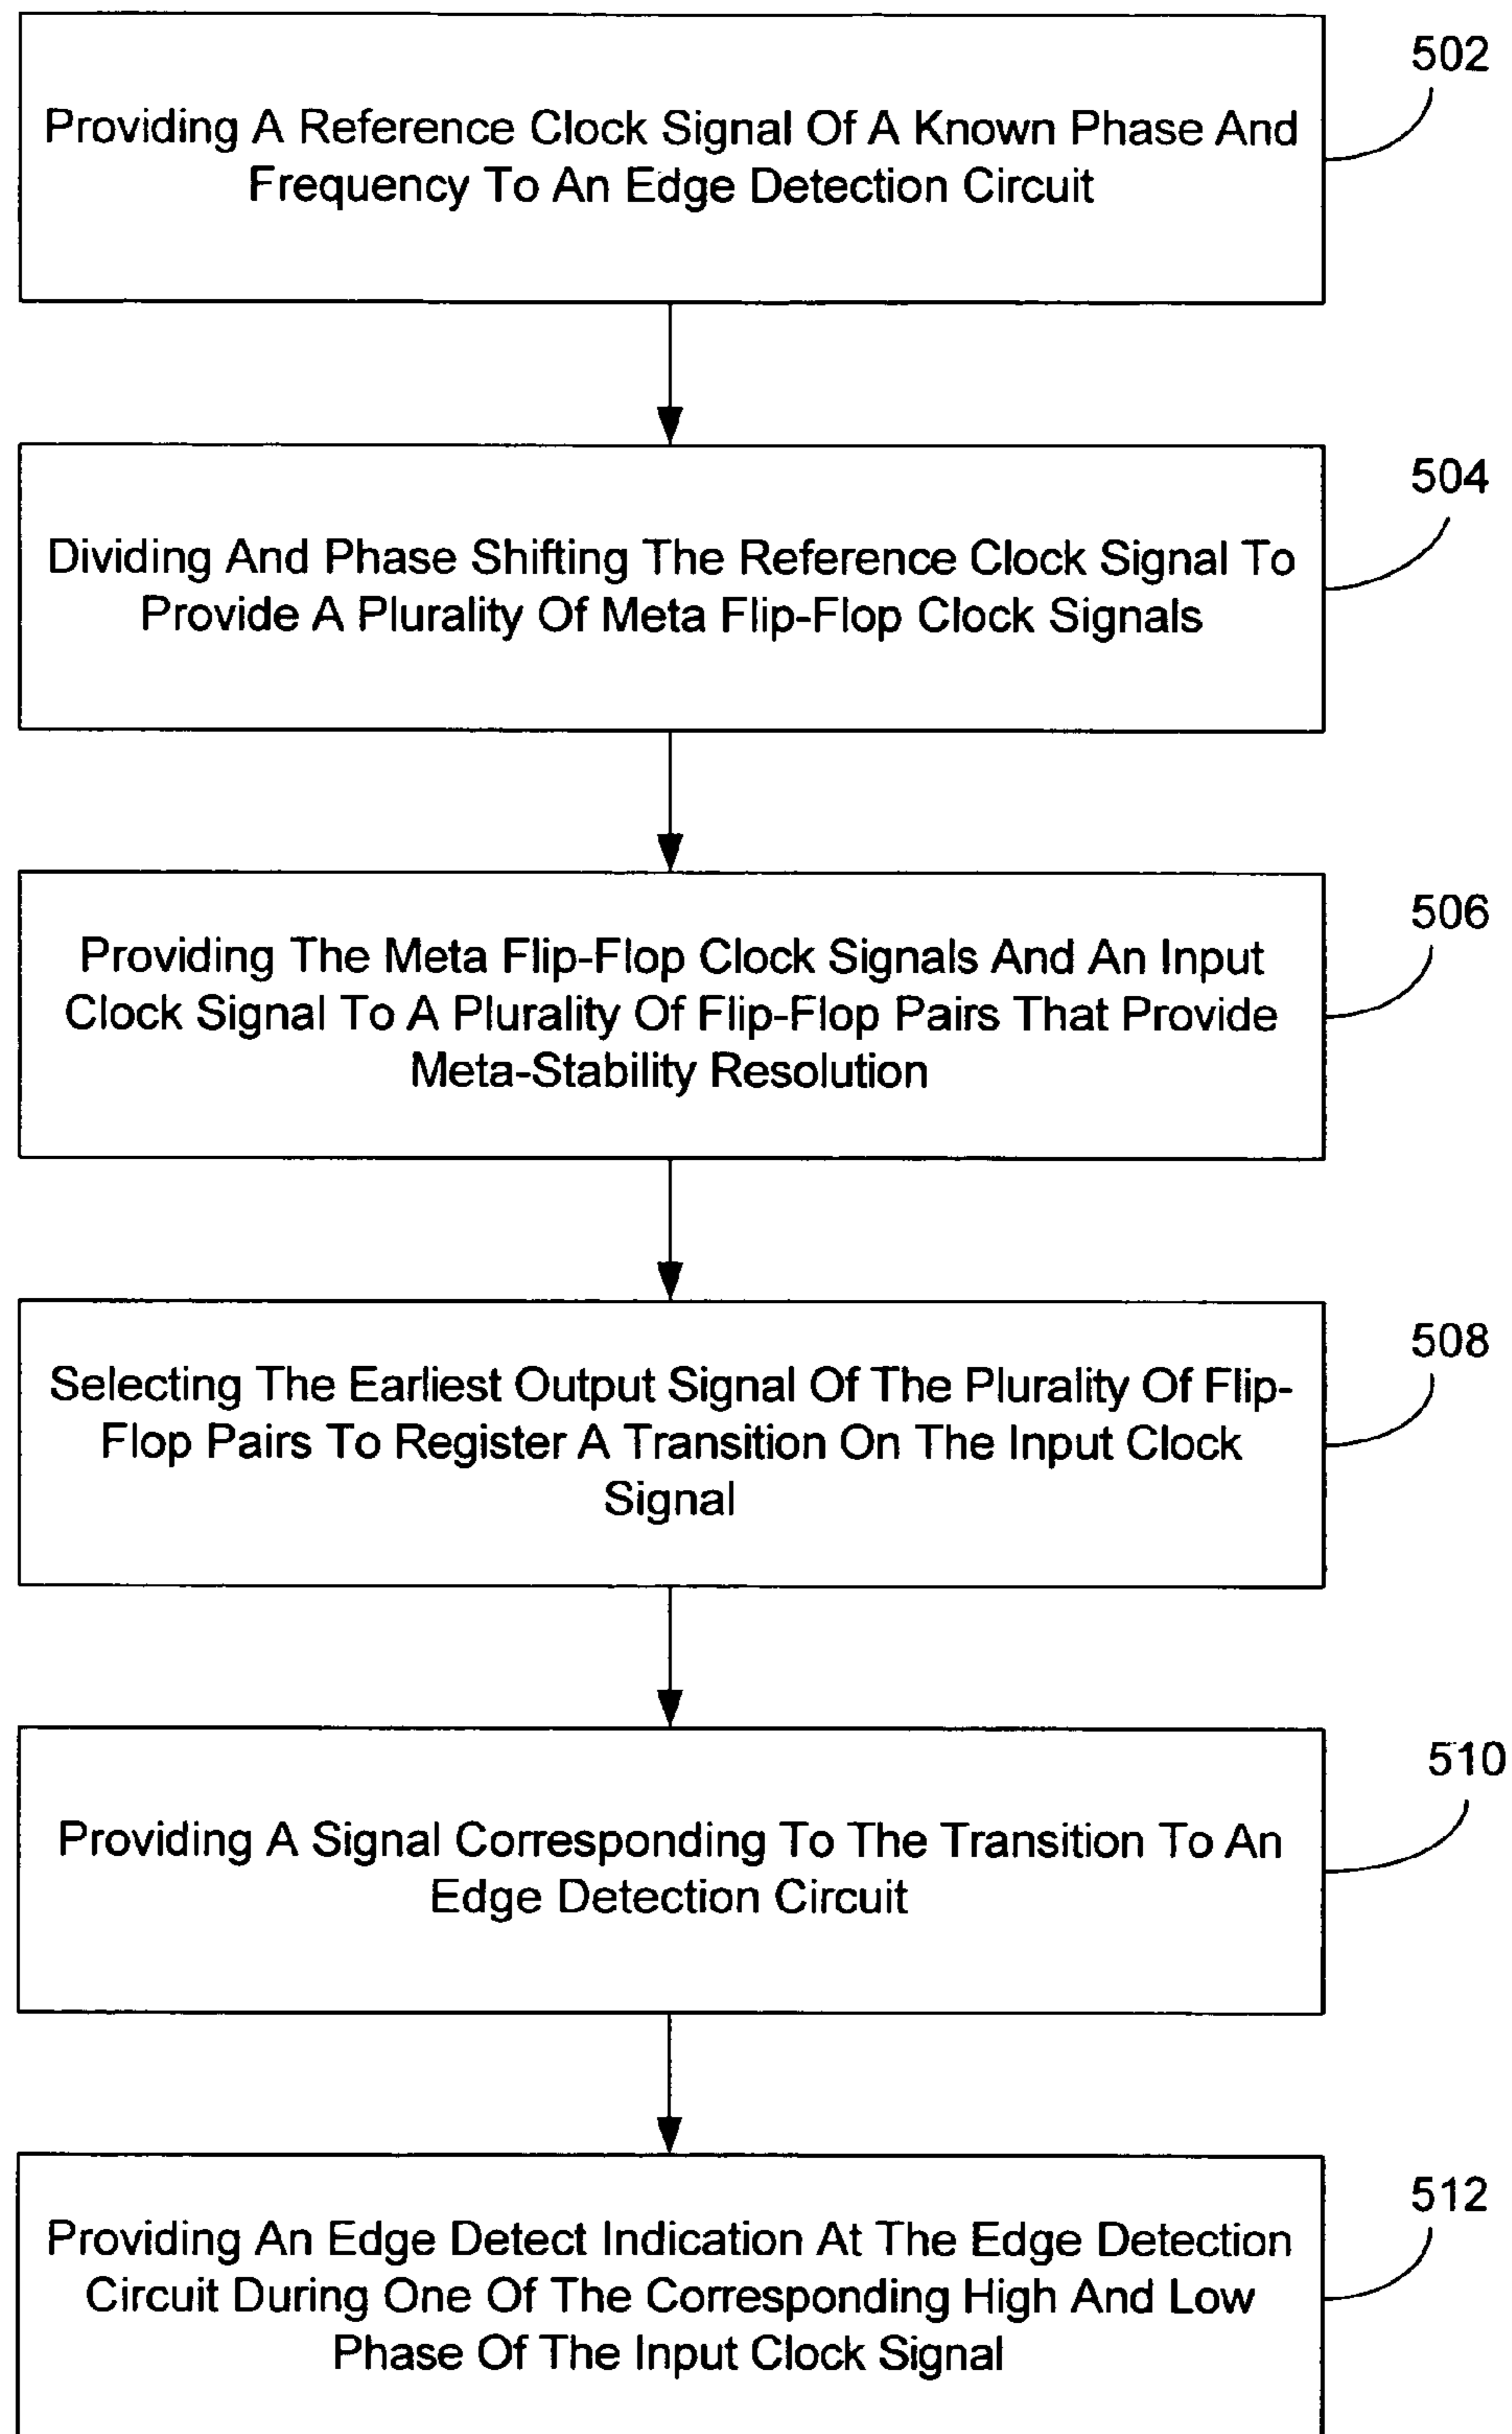 502
Providing A Reference Clock Signal Of A Known Phase And
Frequency To An Edge Detection Circuit
504
Dividing And Phase Shifting The Reference Clock Signal To
Provide A Plurality Of Meta Flip-Flop Clock Signals
506
Providing The Meta Flip-Flop Clock Signals And An Input
Clock Signal To A Plurality Of Flip-Flop Pairs That Provide
Meta-Stability Resolution
508
Selecting The Earliest Output Signal Of The Plurality Of Flip-
Flop Pairs To Register A Transition On The Input Clock
Signal
510
Providing A Signal Corresponding To The Transition To An
Edge Detection Circuit
512
Providing An Edge Detect Indication At The Edge Detection
Circuit During One Of The Corresponding High And Low
Phase Of The Input Clock Signal